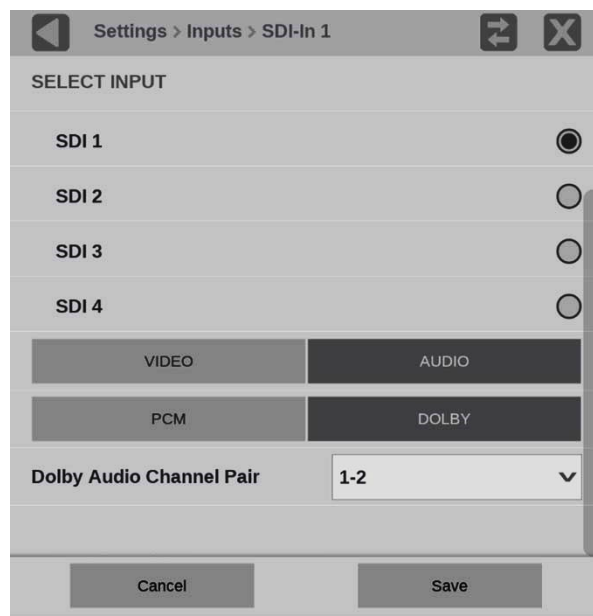 Settings > Inputs > SDI-In 1
SELECT INPUT
SDI 1
SDI 2
SDI 3
SDI 4
VIDEO AUDIO
PCM DOLBY
Dolby Audio Channel Pair 1-2
Cancel Save